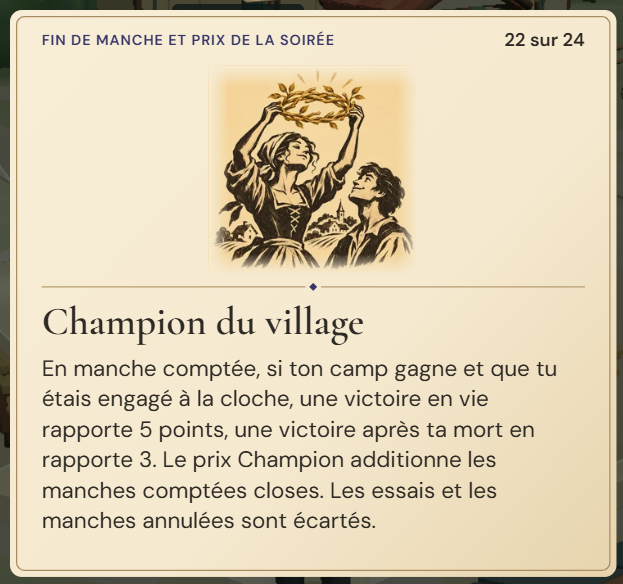 FIN DE MANCHE ET PRIX DE LA SOIRÉE
22 sur 24
Champion du village
En manche comptée, si ton camp gagne et que tu
étais engagé à la cloche, une victoire en vie
rapporte 5 points, une victoire après ta mort en
rapporte 3. Le prix Champion additionne les
manches comptées closes. Les essais et les
manches annulées sont écartés.